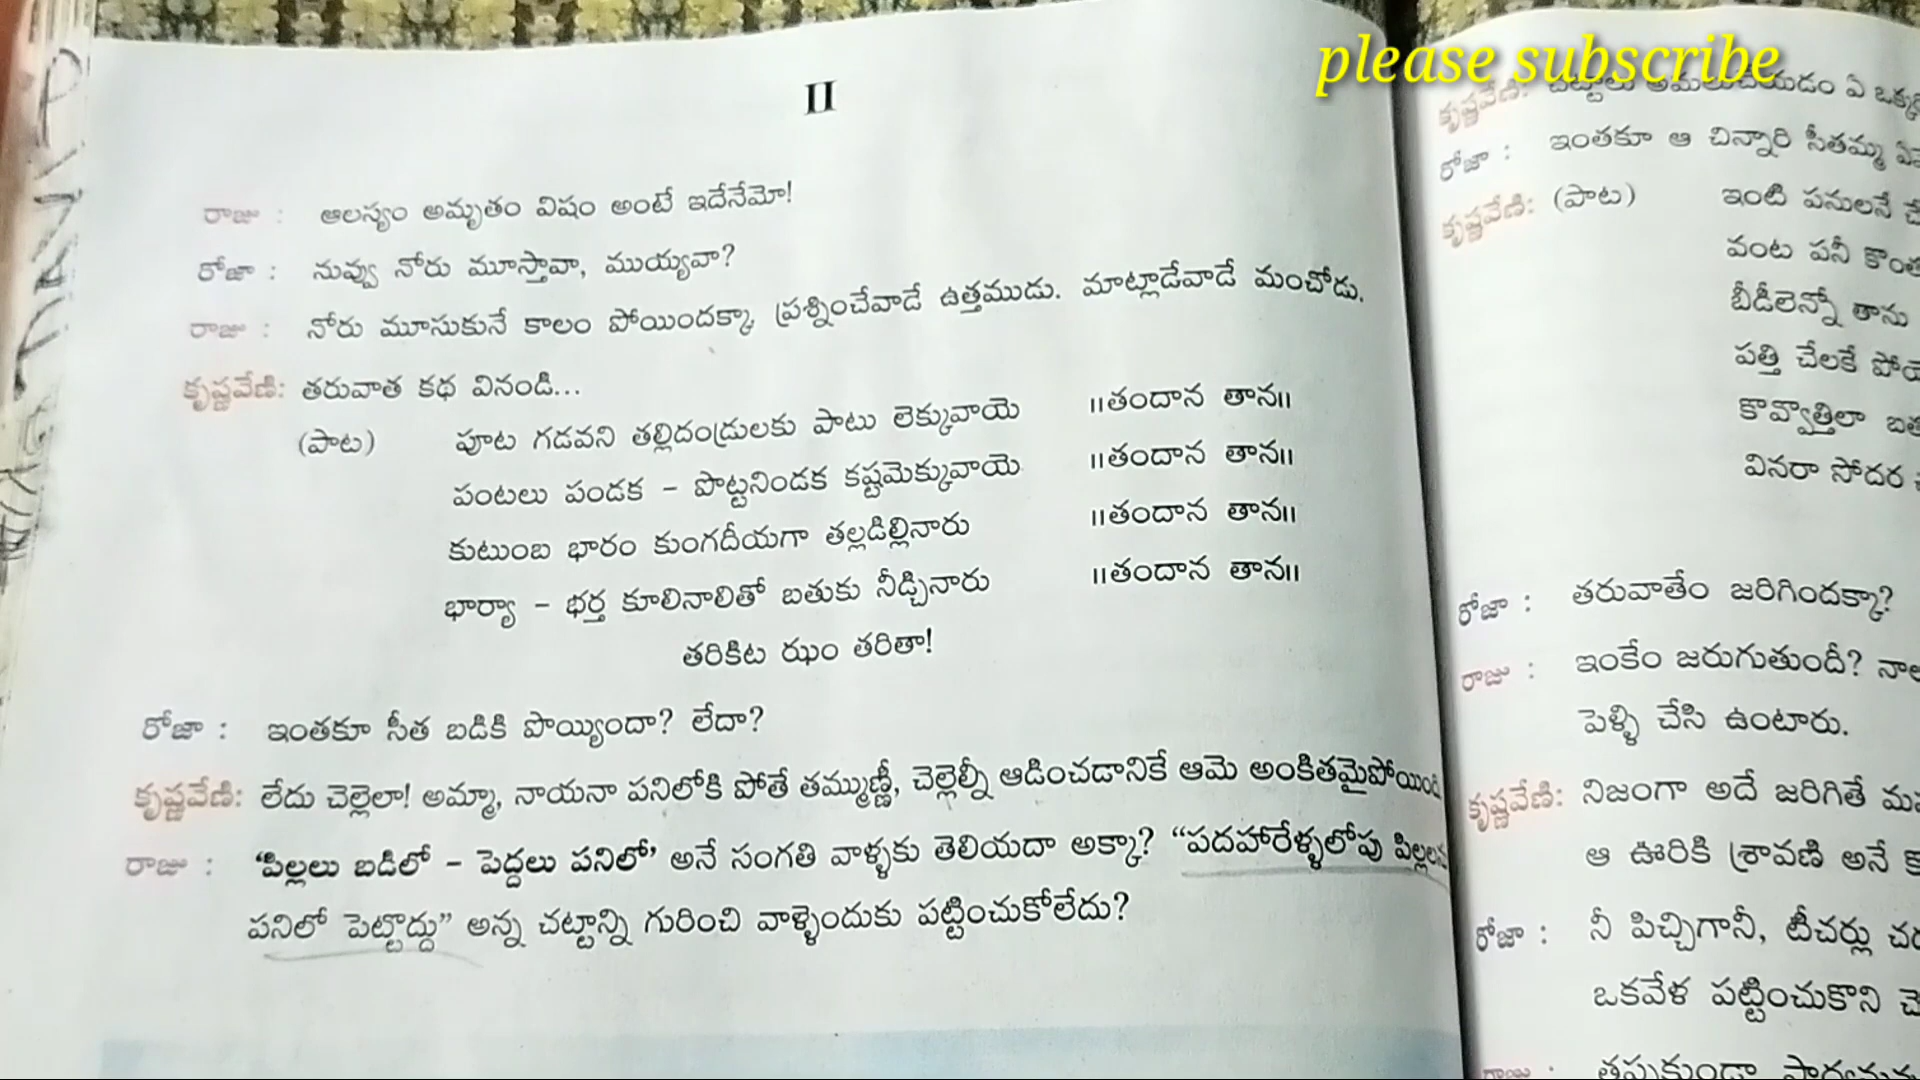 please subscribe
II
రాజు : ఆలస్యం అమృతం విషం అంటే ఇదేనేమో!
రోజా : నువ్వు నోరు మూస్తావా, ముయ్యవా?
రాజు : నోరు మూసుకునే కాలం పోయిందక్కా, ప్రశ్నించేవాడే ఉత్తముడు. మాట్లాడేవాడే మంచోడు.
కృష్ణవేణి: తరువాత కథ వినండి...
(పాట) పూట గడవని తల్లిదండ్రులకు పాటు లెక్కువాయె ॥తందాన తాన॥
పంటలు పండక – పొట్టనిండక కష్టమెక్కువాయె ॥తందాన తాన॥
కుటుంబ భారం కుంగదీయగా తల్లడిల్లినారు ॥తందాన తాన॥
భార్యా – భర్త కూలినాలితో బతుకు నీడ్చినారు ॥తందాన తాన॥
తరికిట ఝం తరితా!
రోజా : ఇంతకూ సీత బడికి పొయ్యిందా? లేదా?
కృష్ణవేణి: లేదు చెల్లెలా! అమ్మా, నాయనా పనిలోకి పోతే తమ్ముణ్ణీ, చెల్లెల్నీ ఆడించడానికే ఆమె అంకితమైపోయింది
రాజు : ‘పిల్లలు బడిలో – పెద్దలు పనిలో’ అనే సంగతి వాళ్ళకు తెలియదా అక్కా? “పదహారేళ్ళలోపు
పనిలో పెట్టొద్దు” అన్న చట్టాన్ని గురించి వాళ్ళెందుకు పట్టించుకోలేదు?
కృష్ణవేణి: చట్టాలు అమలుచేయడం ఏ
రోజా : ఇంతకూ ఆ చిన్నారి సీతమ్మ
కృష్ణవేణి: (పాట) ఇంటి పనులనే
వంట పనీ
బీడీలెన్నో తాను
పత్తి చేలకే
కావ్వొత్తిలా
వినరా సోదర
రోజా : తరువాతేం జరిగిందక్కా?
రాజు : ఇంకేం జరుగుతుందీ?
పెళ్ళి చేసి ఉంటారు.
కృష్ణవేణి: నిజంగా అదే జరిగితే
ఆ ఊరికి శ్రావణి అనే
రోజా : నీ పిచ్చిగానీ, టీచర్లు
ఒకవేళ పట్టించుకొని